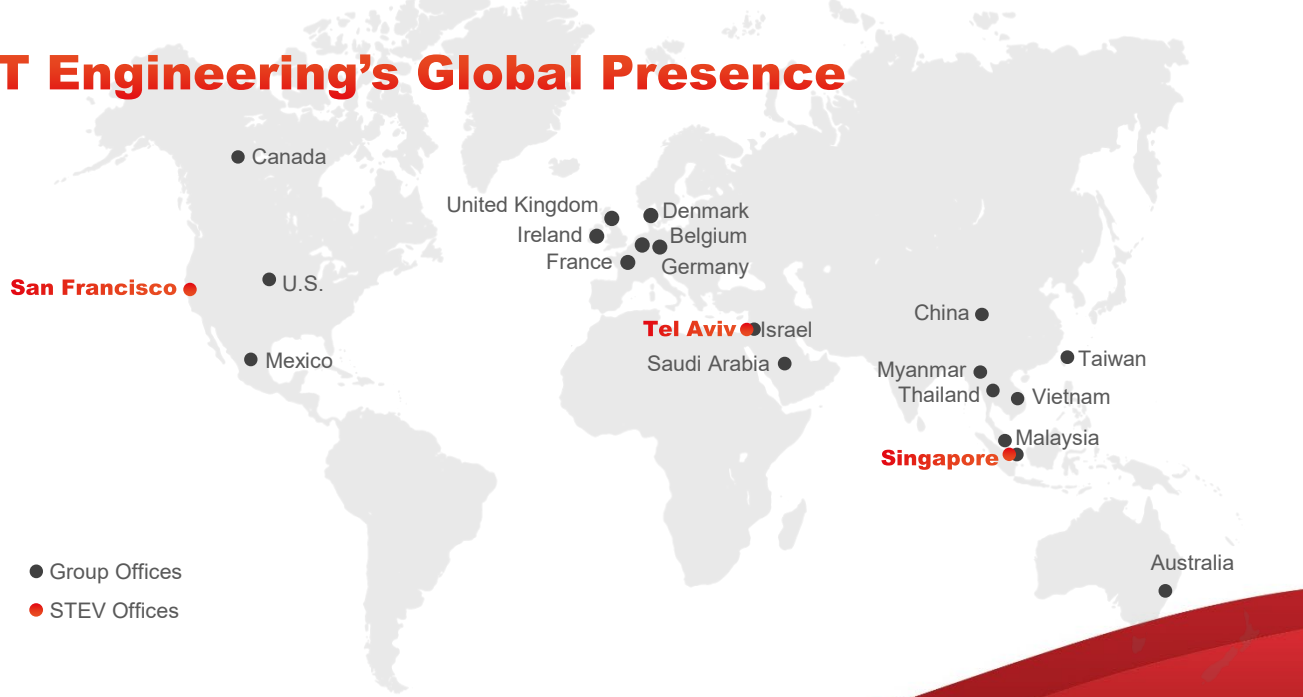 T Engineering’s Global Presence
Canada
United Kingdom
Denmark
Ireland
Belgium
France
Germany
San Francisco
U.S.
China
Tel Aviv
Israel
Mexico
Saudi Arabia
Taiwan
Myanmar
Thailand
Vietnam
Malaysia
Singapore
Australia
Group Offices
STEV Offices